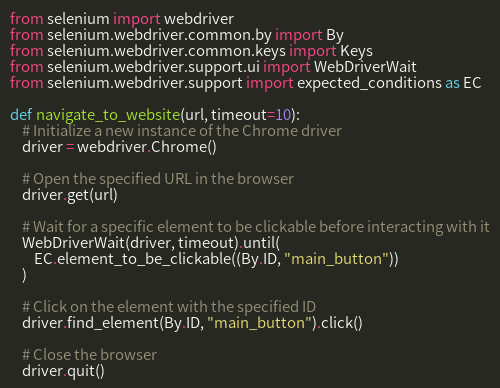 from selenium import webdriver
from selenium.webdriver.common.by import By
from selenium.webdriver.common.keys import Keys
from selenium.webdriver.support.ui import WebDriverWait
from selenium.webdriver.support import expected_conditions as EC

def navigate_to_website(url, timeout=10):
    # Initialize a new instance of the Chrome driver
    driver = webdriver.Chrome()

    # Open the specified URL in the browser
    driver.get(url)

    # Wait for a specific element to be clickable before interacting with it
    WebDriverWait(driver, timeout).until(
        EC.element_to_be_clickable((By.ID, "main_button"))
    )

    # Click on the element with the specified ID
    driver.find_element(By.ID, "main_button").click()

    # Close the browser
    driver.quit()